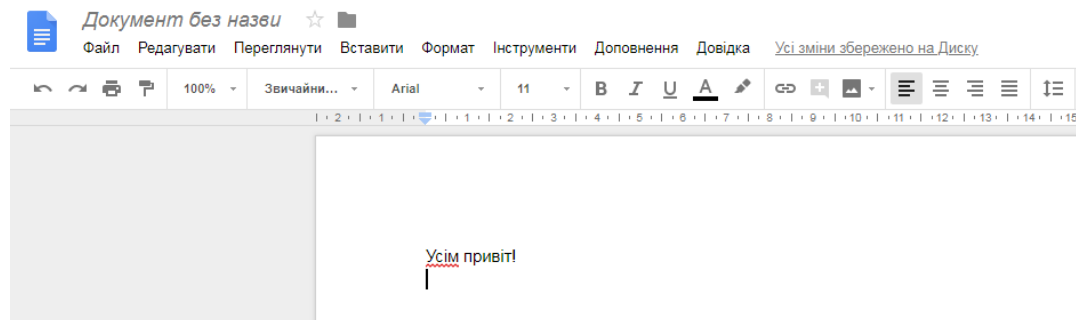 Документ без назви
Файл Редагувати Переглянути Вставити Формат Інструменти Доповнення Довідка Усі зміни збережено на Диску
100% Звичайни... Arial 11 B I U A
2 1 1 2 3 4 5 6 7 8 9 10 11 12 13 14 15
Усім привіт!